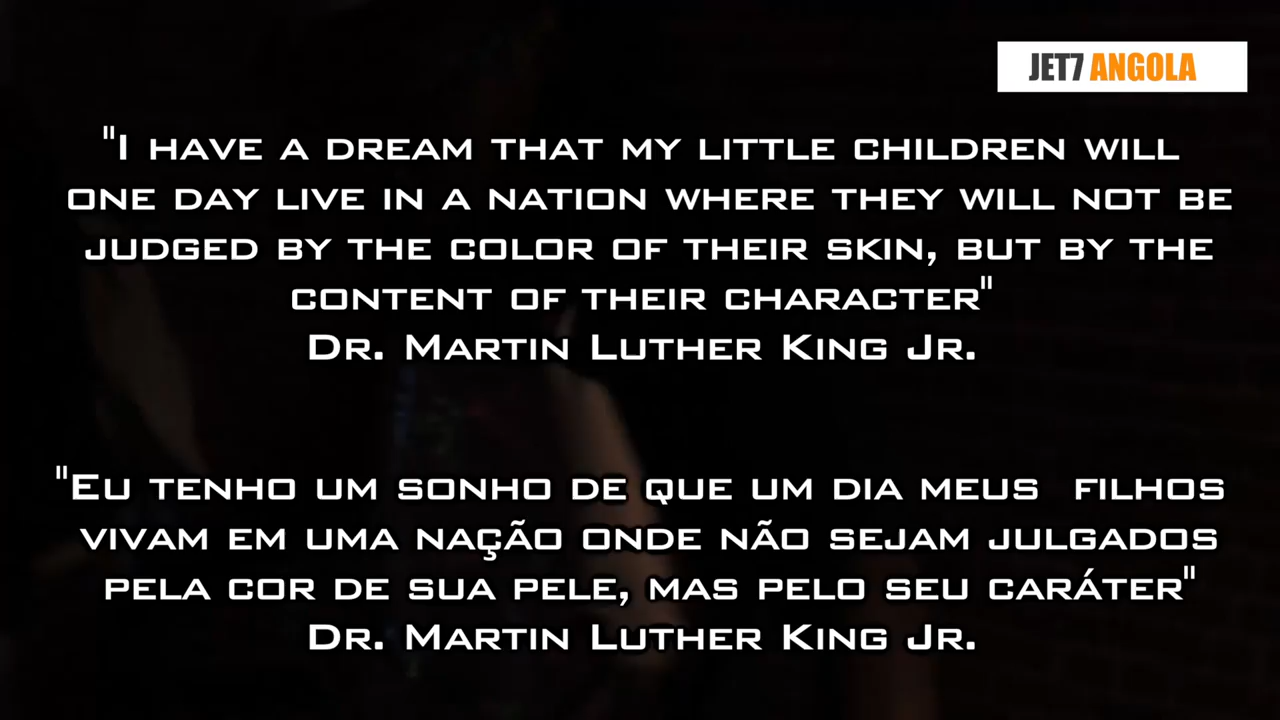 JET7 ANGOLA
"I HAVE A DREAM THAT MY LITTLE CHILDREN WILL
ONE DAY LIVE IN A NATION WHERE THEY WILL NOT BE
JUDGED BY THE COLOR OF THEIR SKIN, BUT BY THE
CONTENT OF THEIR CHARACTER"
DR. MARTIN LUTHER KING JR.
"EU TENHO UM SONHO DE QUE UM DIA MEUS FILHOS
VIVAM EM UMA NAÇÃO ONDE NÃO SEJAM JULGADOS
PELA COR DE SUA PELE, MAS PELO SEU CARÁTER"
DR. MARTIN LUTHER KING JR.